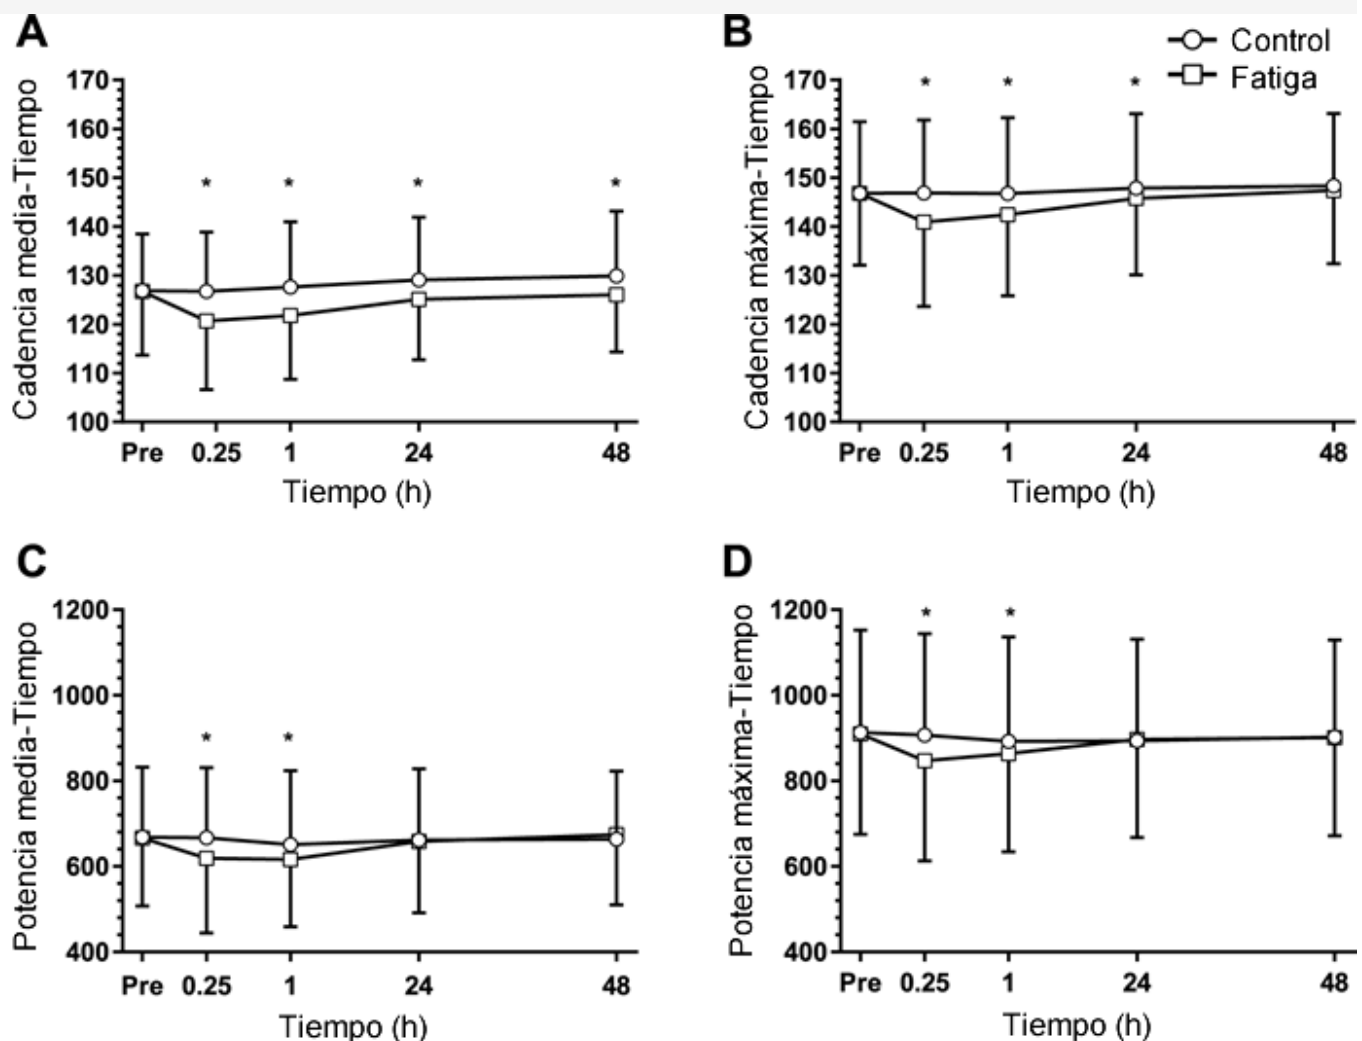 A
Cadencia media-Tiempo
170
160
150
140
130
120
110
100
* * * *
Pre 0.25 1 24 48
Tiempo (h)
B
Control
Fatiga
Cadencia máxima-Tiempo
170
160
150
140
130
120
110
100
* * *
Pre 0.25 1 24 48
Tiempo (h)
C
Potencia media-Tiempo
1200
1000
800
600
400
* *
Pre 0.25 1 24 48
Tiempo (h)
D
Potencia máxima-Tiempo
1200
1000
800
600
400
* *
Pre 0.25 1 24 48
Tiempo (h)